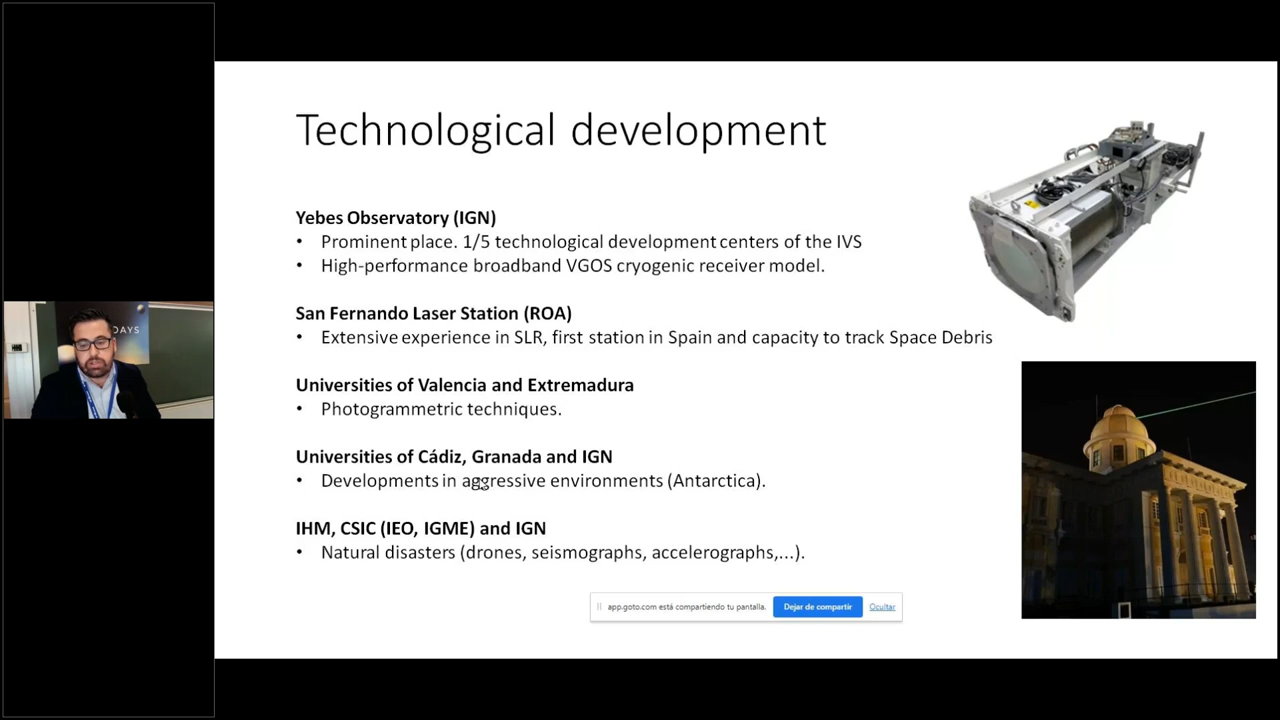 Technological development
Yebes Observatory (IGN)
• Prominent place. 1/5 technological development centers of the IVS
• High-performance broadband VGOS cryogenic receiver model.
San Fernando Laser Station (ROA)
• Extensive experience in SLR, first station in Spain and capacity to track Space Debris
Universities of Valencia and Extremadura
• Photogrammetric techniques.
Universities of Cádiz, Granada and IGN
• Developments in aggressive environments (Antarctica).
IHM, CSIC (IEO, IGME) and IGN
• Natural disasters (drones, seismographs, accelerographs,...).
app.goto.com está compartiendo tu pantalla. Dejar de compartir Ocultar
DAYS